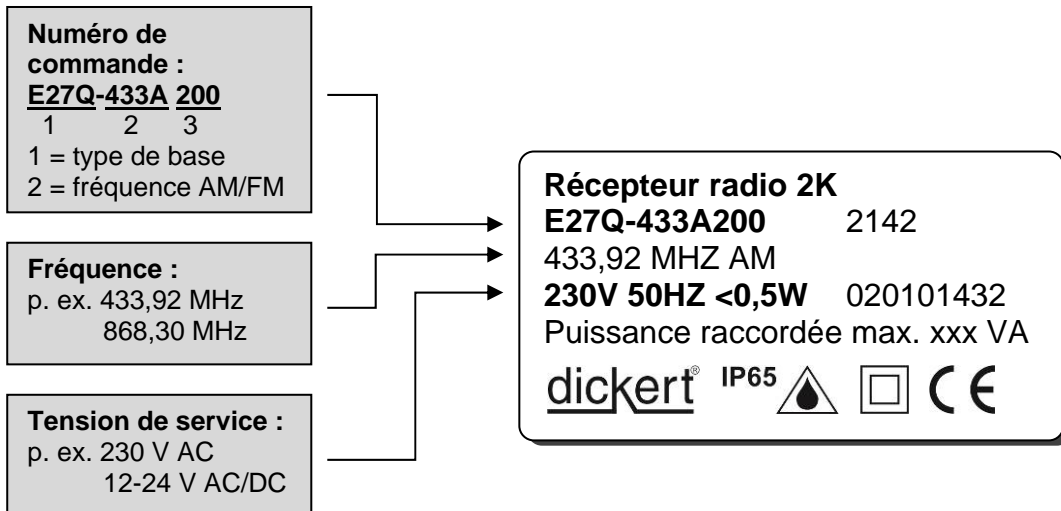 Numéro de
commande :
E27Q-433A 200
1 2 3
1 = type de base
2 = fréquence AM/FM
Fréquence :
p. ex. 433,92 MHz
868,30 MHz
Tension de service :
p. ex. 230 V AC
12-24 V AC/DC
Récepteur radio 2K
E27Q-433A200 2142
433,92 MHZ AM
230V 50HZ <0,5W 020101432
Puissance raccordée max. xxx VA
dickert® IP65 CE